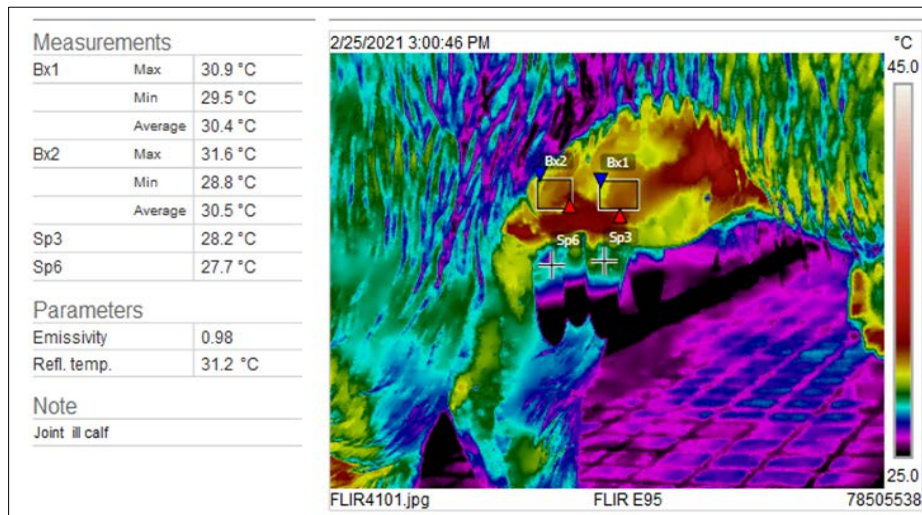 Measurements
Bx1 Max 30.9 °C
Min 29.5 °C
Average 30.4 °C
Bx2 Max 31.6 °C
Min 28.8 °C
Average 30.5 °C
Sp3 28.2 °C
Sp6 27.7 °C
Parameters
Emissivity 0.98
Refl. temp. 31.2 °C
Note
Joint ill calf
2/25/2021 3:00:46 PM °C
45.0
Bx2 Bx1
Sp6 Sp3
25.0
FLIR4101.jpg FLIR E95 78505538